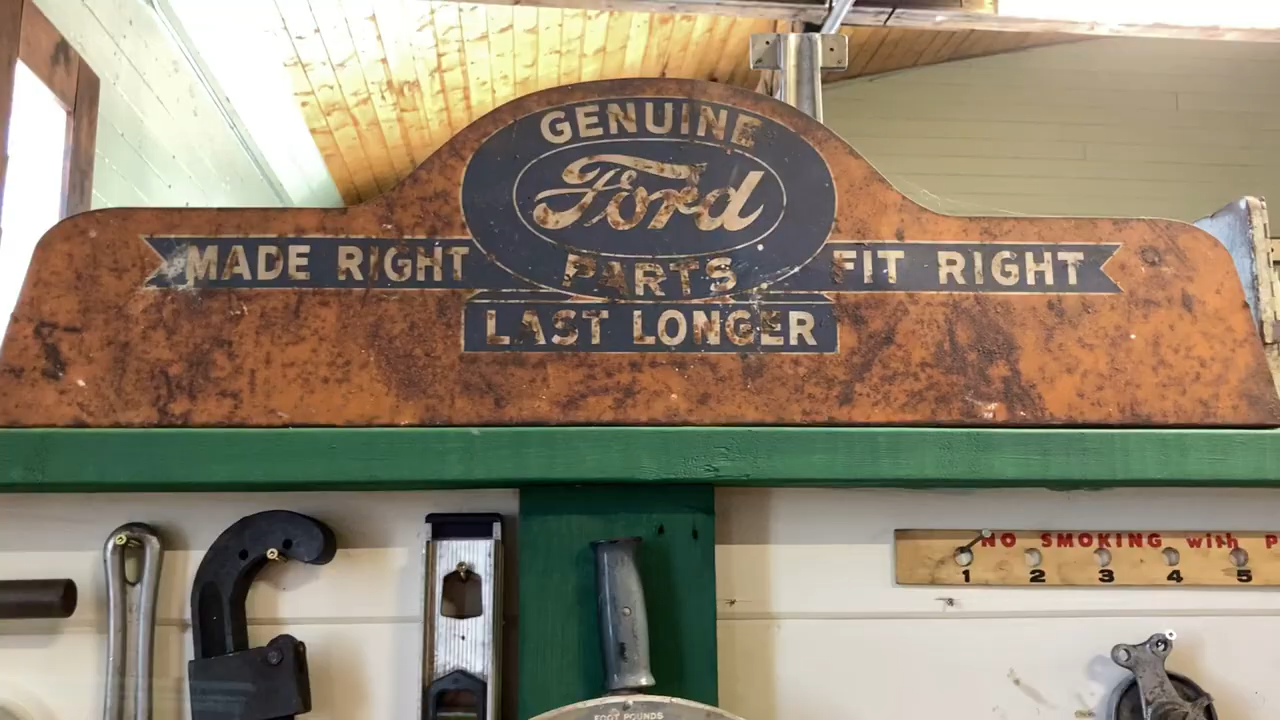 GENUINE
Ford
MADE RIGHT PARTS FIT RIGHT
LAST LONGER
NO SMOKING with P
1 2 3 4 5
FOOT POUNDS